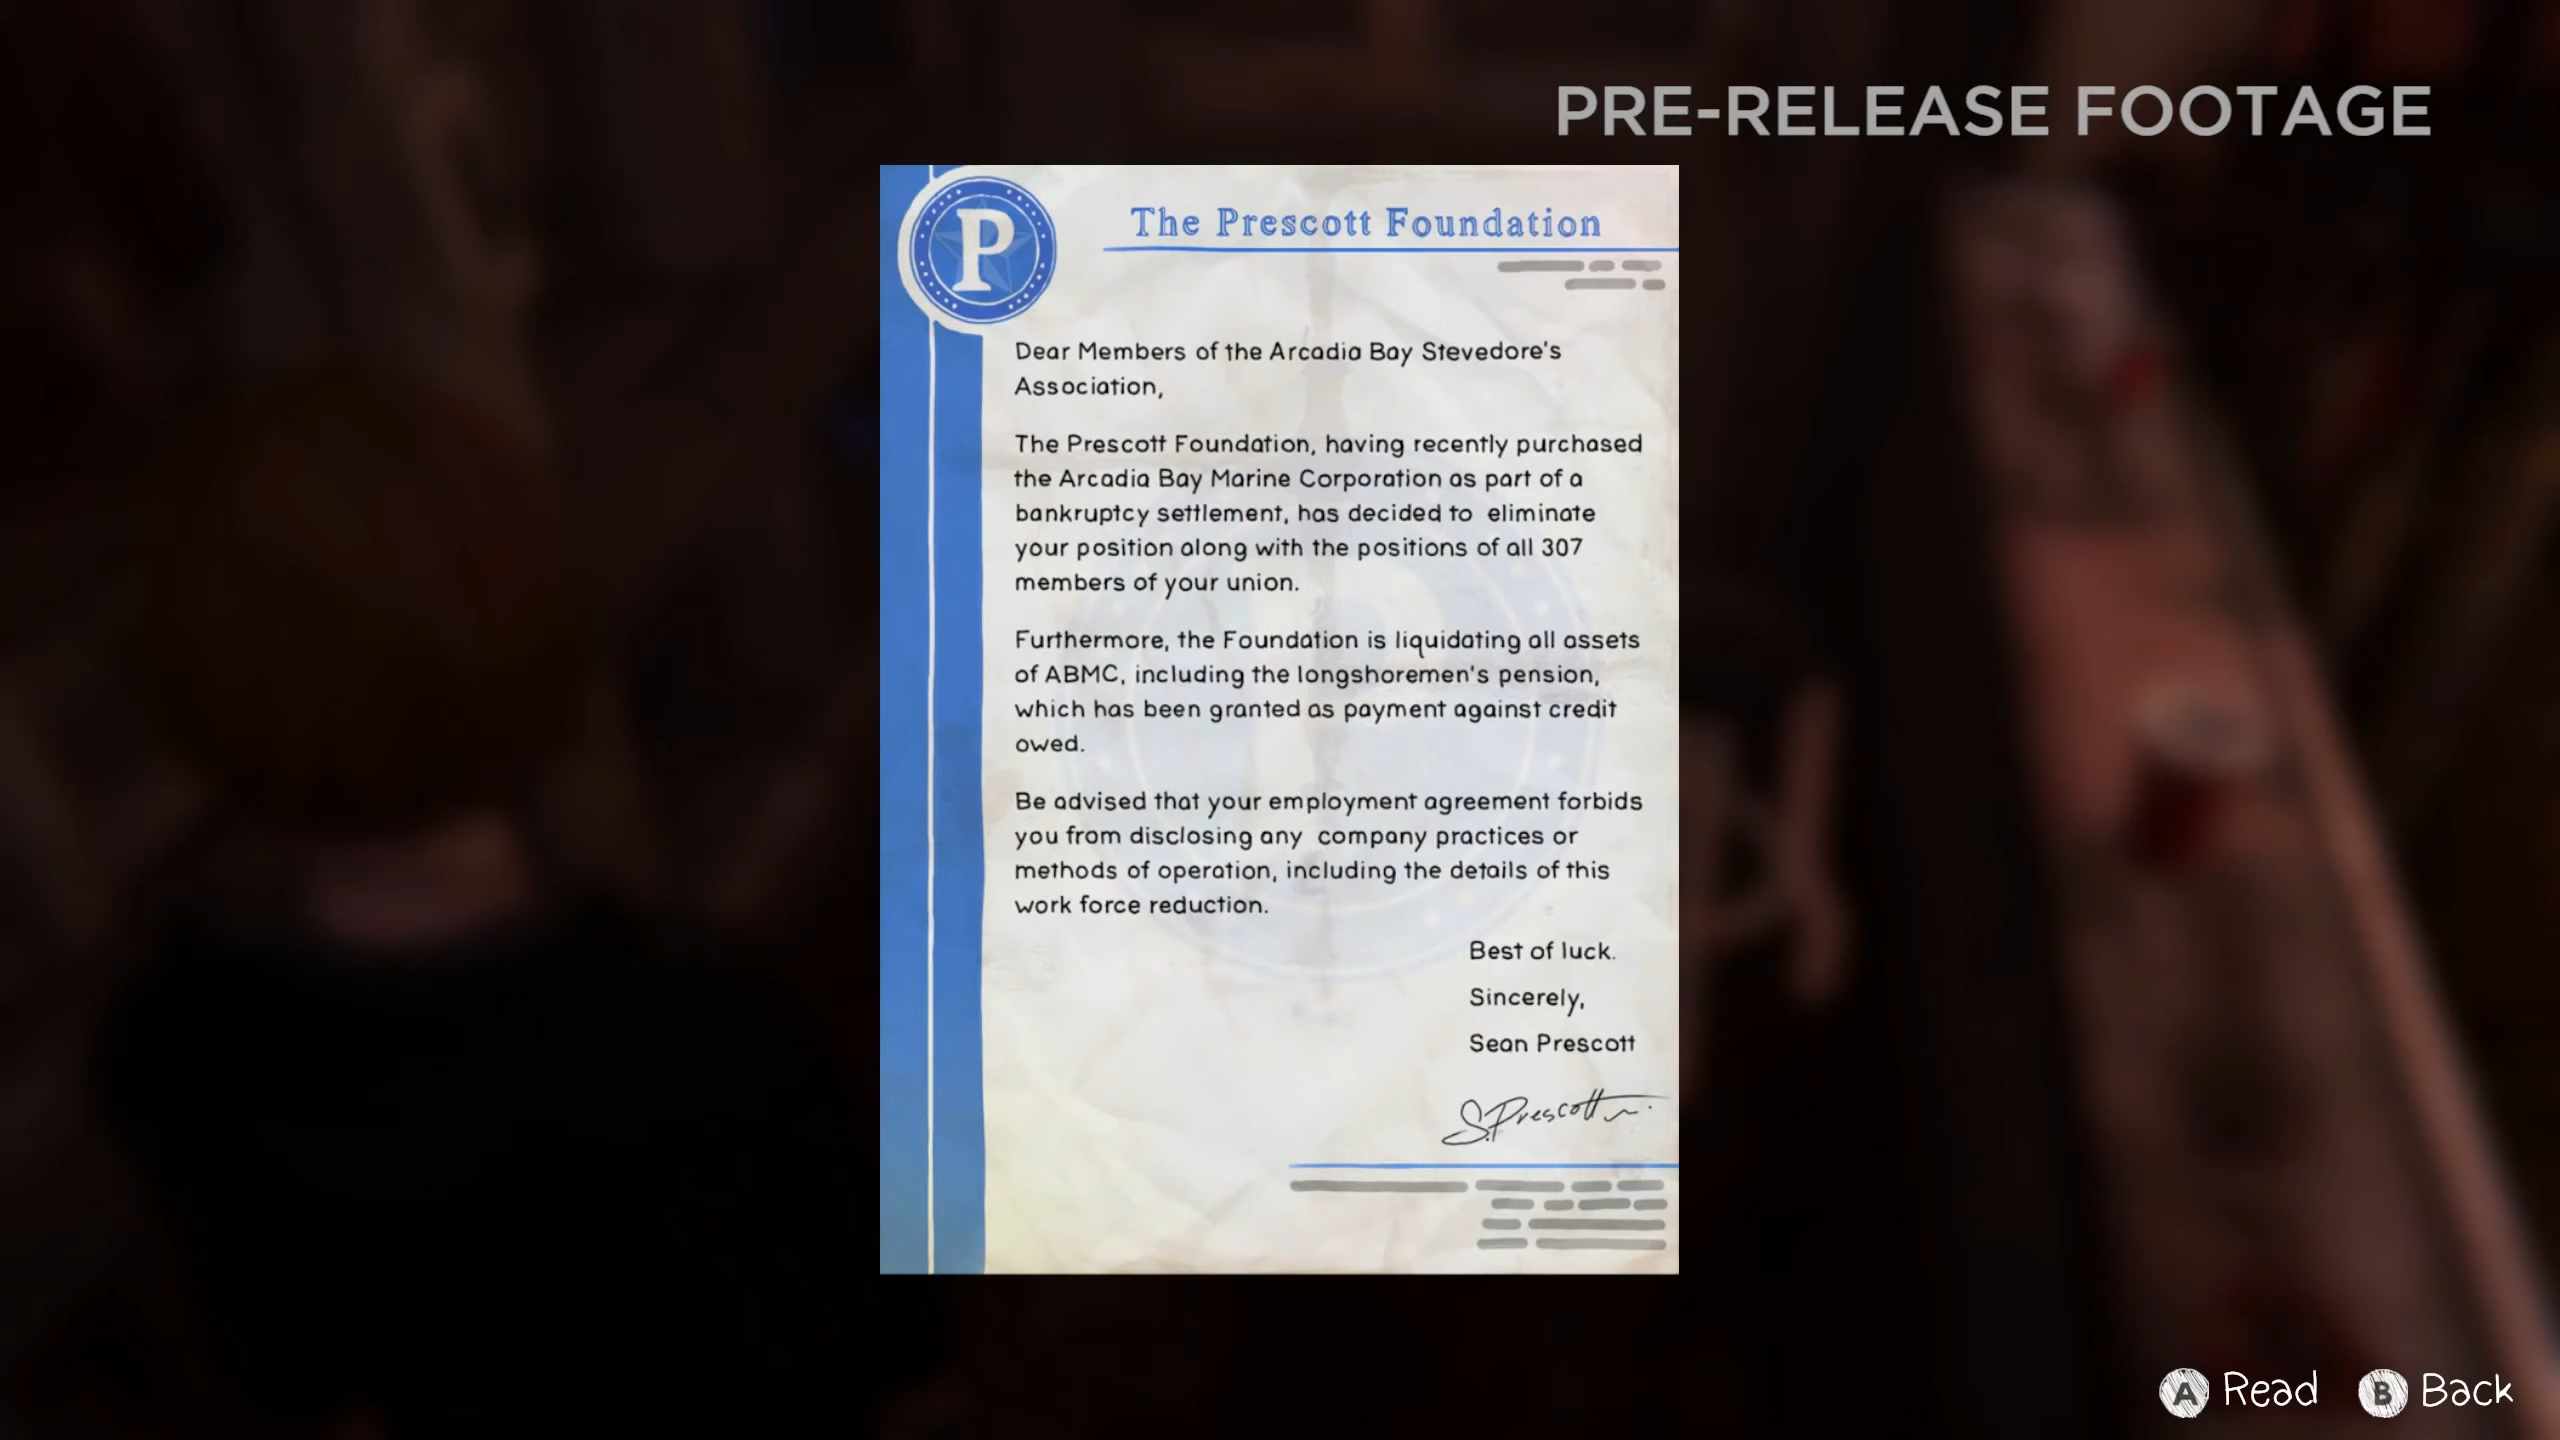 PRE-RELEASE FOOTAGE
P
The Prescott Foundation
Dear Members of the Arcadia Bay Stevedore's
Association,
The Prescott Foundation, having recently purchased
the Arcadia Bay Marine Corporation as part of a
bankruptcy settlement, has decided to eliminate
your position along with the positions of all 307
members of your union.
Furthermore, the Foundation is liquidating all assets
of ABMC, including the longshoremen's pension,
which has been granted as payment against credit
owed.
Be advised that your employment agreement forbids
you from disclosing any company practices or
methods of operation, including the details of this
work force reduction.
Best of luck.
Sincerely,
Sean Prescott
S.Prescott
A Read B Back